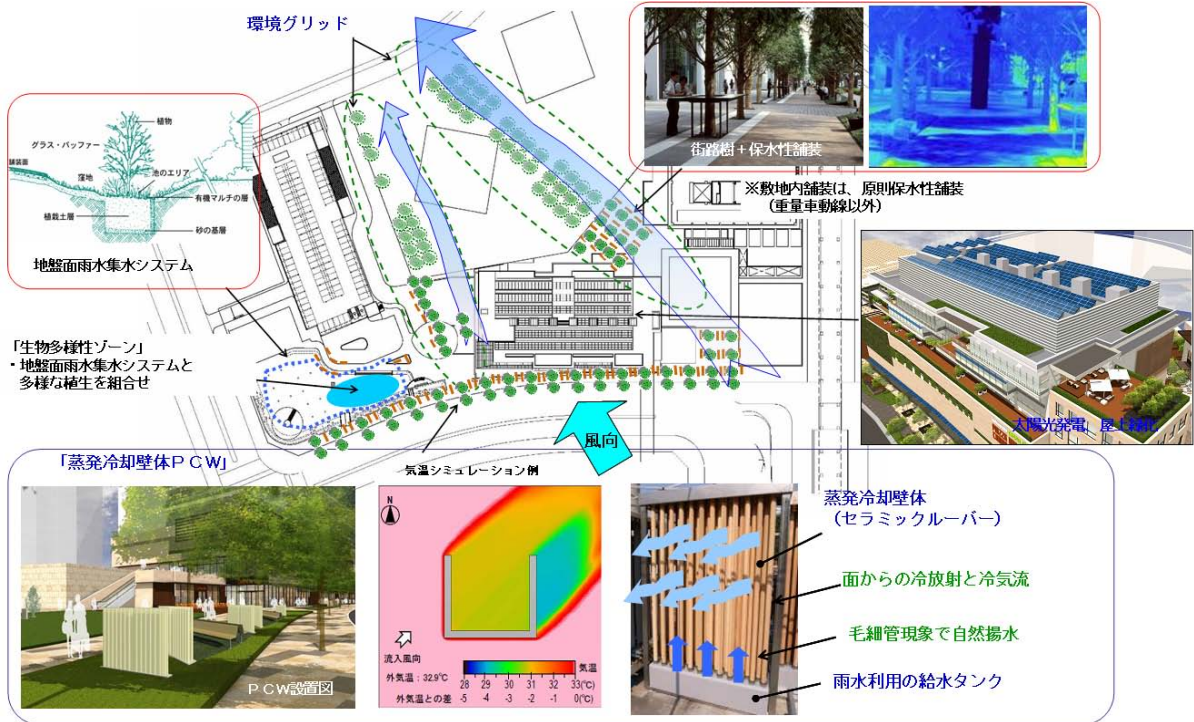 環境グリッド
植物
グラス・バッファー
舗装面
窪地
池のエリア
有機マルチの層
植栽土層
砂の基層
地盤面雨水集水システム
街路樹+保水性舗装
※敷地内舗装は、原則保水性舗装
(重量車動線以外)
「生物多様性ゾーン」
・地盤面雨水集水システムと
多様な植生を組合せ
太陽光発電、屋上緑化
風向
気温シミュレーション例
「蒸発冷却壁体PCW」
PCW設置図
N
流入風向
外気温:32.9℃
気温
28 29 30 31 32 33(℃)
外気温との差 -5 -4 -3 -2 -1 0(℃)
蒸発冷却壁体
(セラミックルーバー)
面からの冷放射と冷気流
毛細管現象で自然揚水
雨水利用の給水タンク